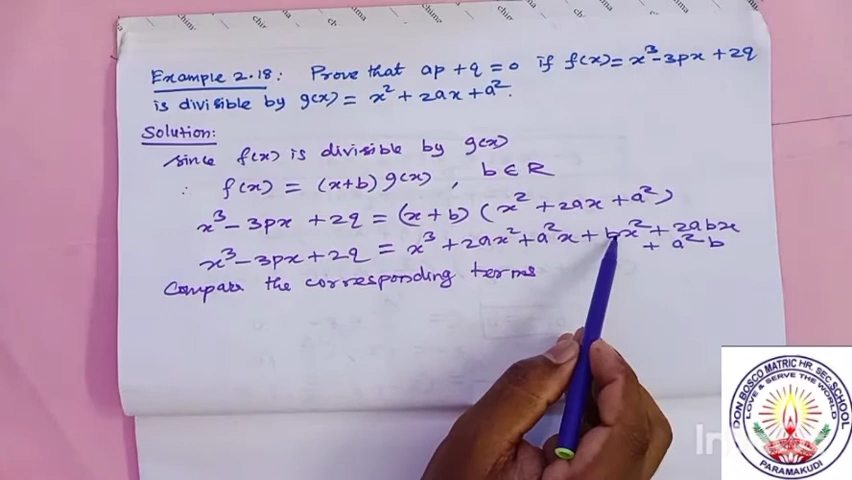 Example 2.18: Prove that ap + q = 0 if f(x) = x³ - 3px + 2q
is divisible by g(x) = x² + 2ax + a².
Solution:
Since f(x) is divisible by g(x)
∴ f(x) = (x+b) g(x), b ∈ R
x³ - 3px + 2q = (x+b) (x² + 2ax + a²)
x³ - 3px + 2q = x³ + 2ax² + a²x + bx² + 2abx
+ a²b
Compare the corresponding terms
DON BOSCO MATRIC HR. SEC SCHOOL
LOVE & SERVE THE WORLD
PARAMAKUDI